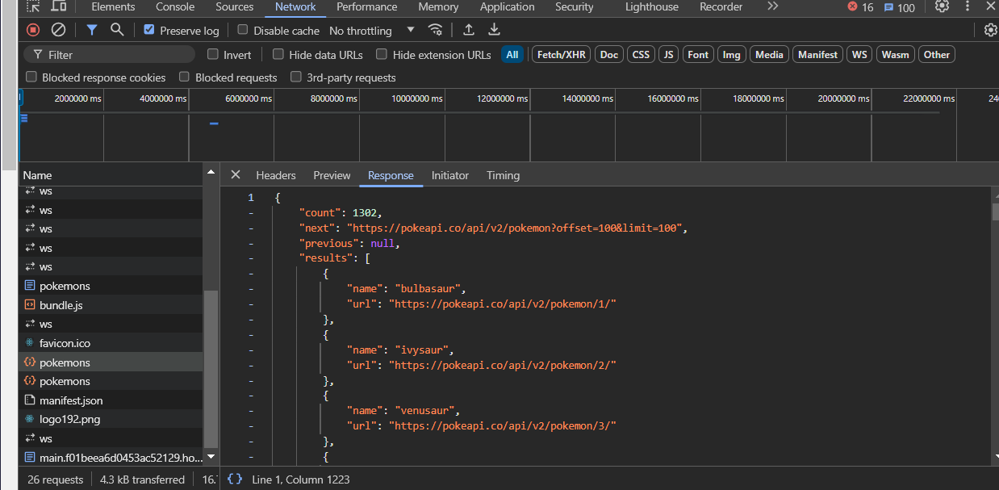 Elements Console Sources Network Performance Memory Application Security Lighthouse Recorder 16 100
Preserve log Disable cache No throttling
Filter Invert Hide data URLs Hide extension URLs All Fetch/XHR Doc CSS JS Font Img Media Manifest WS Wasm Other
Blocked response cookies Blocked requests 3rd-party requests
2000000 ms 4000000 ms 6000000 ms 8000000 ms 10000000 ms 12000000 ms 14000000 ms 16000000 ms 18000000 ms 20000000 ms 22000000 ms 24
Name
ws
ws
ws
ws
ws
pokemons
bundle.js
ws
favicon.ico
pokemons
pokemons
manifest.json
logo192.png
ws
main.f01beea6d0453ac52129.ho...
26 requests 4.3 kB transferred 16.
Headers Preview Response Initiator Timing
1 {
- "count": 1302,
- "next": "https://pokeapi.co/api/v2/pokemon?offset=100&limit=100",
- "previous": null,
- "results": [
- {
- "name": "bulbasaur",
- "url": "https://pokeapi.co/api/v2/pokemon/1/"
- },
- {
- "name": "ivysaur",
- "url": "https://pokeapi.co/api/v2/pokemon/2/"
- },
- {
- "name": "venusaur",
- "url": "https://pokeapi.co/api/v2/pokemon/3/"
- },
- {
{} Line 1, Column 1223